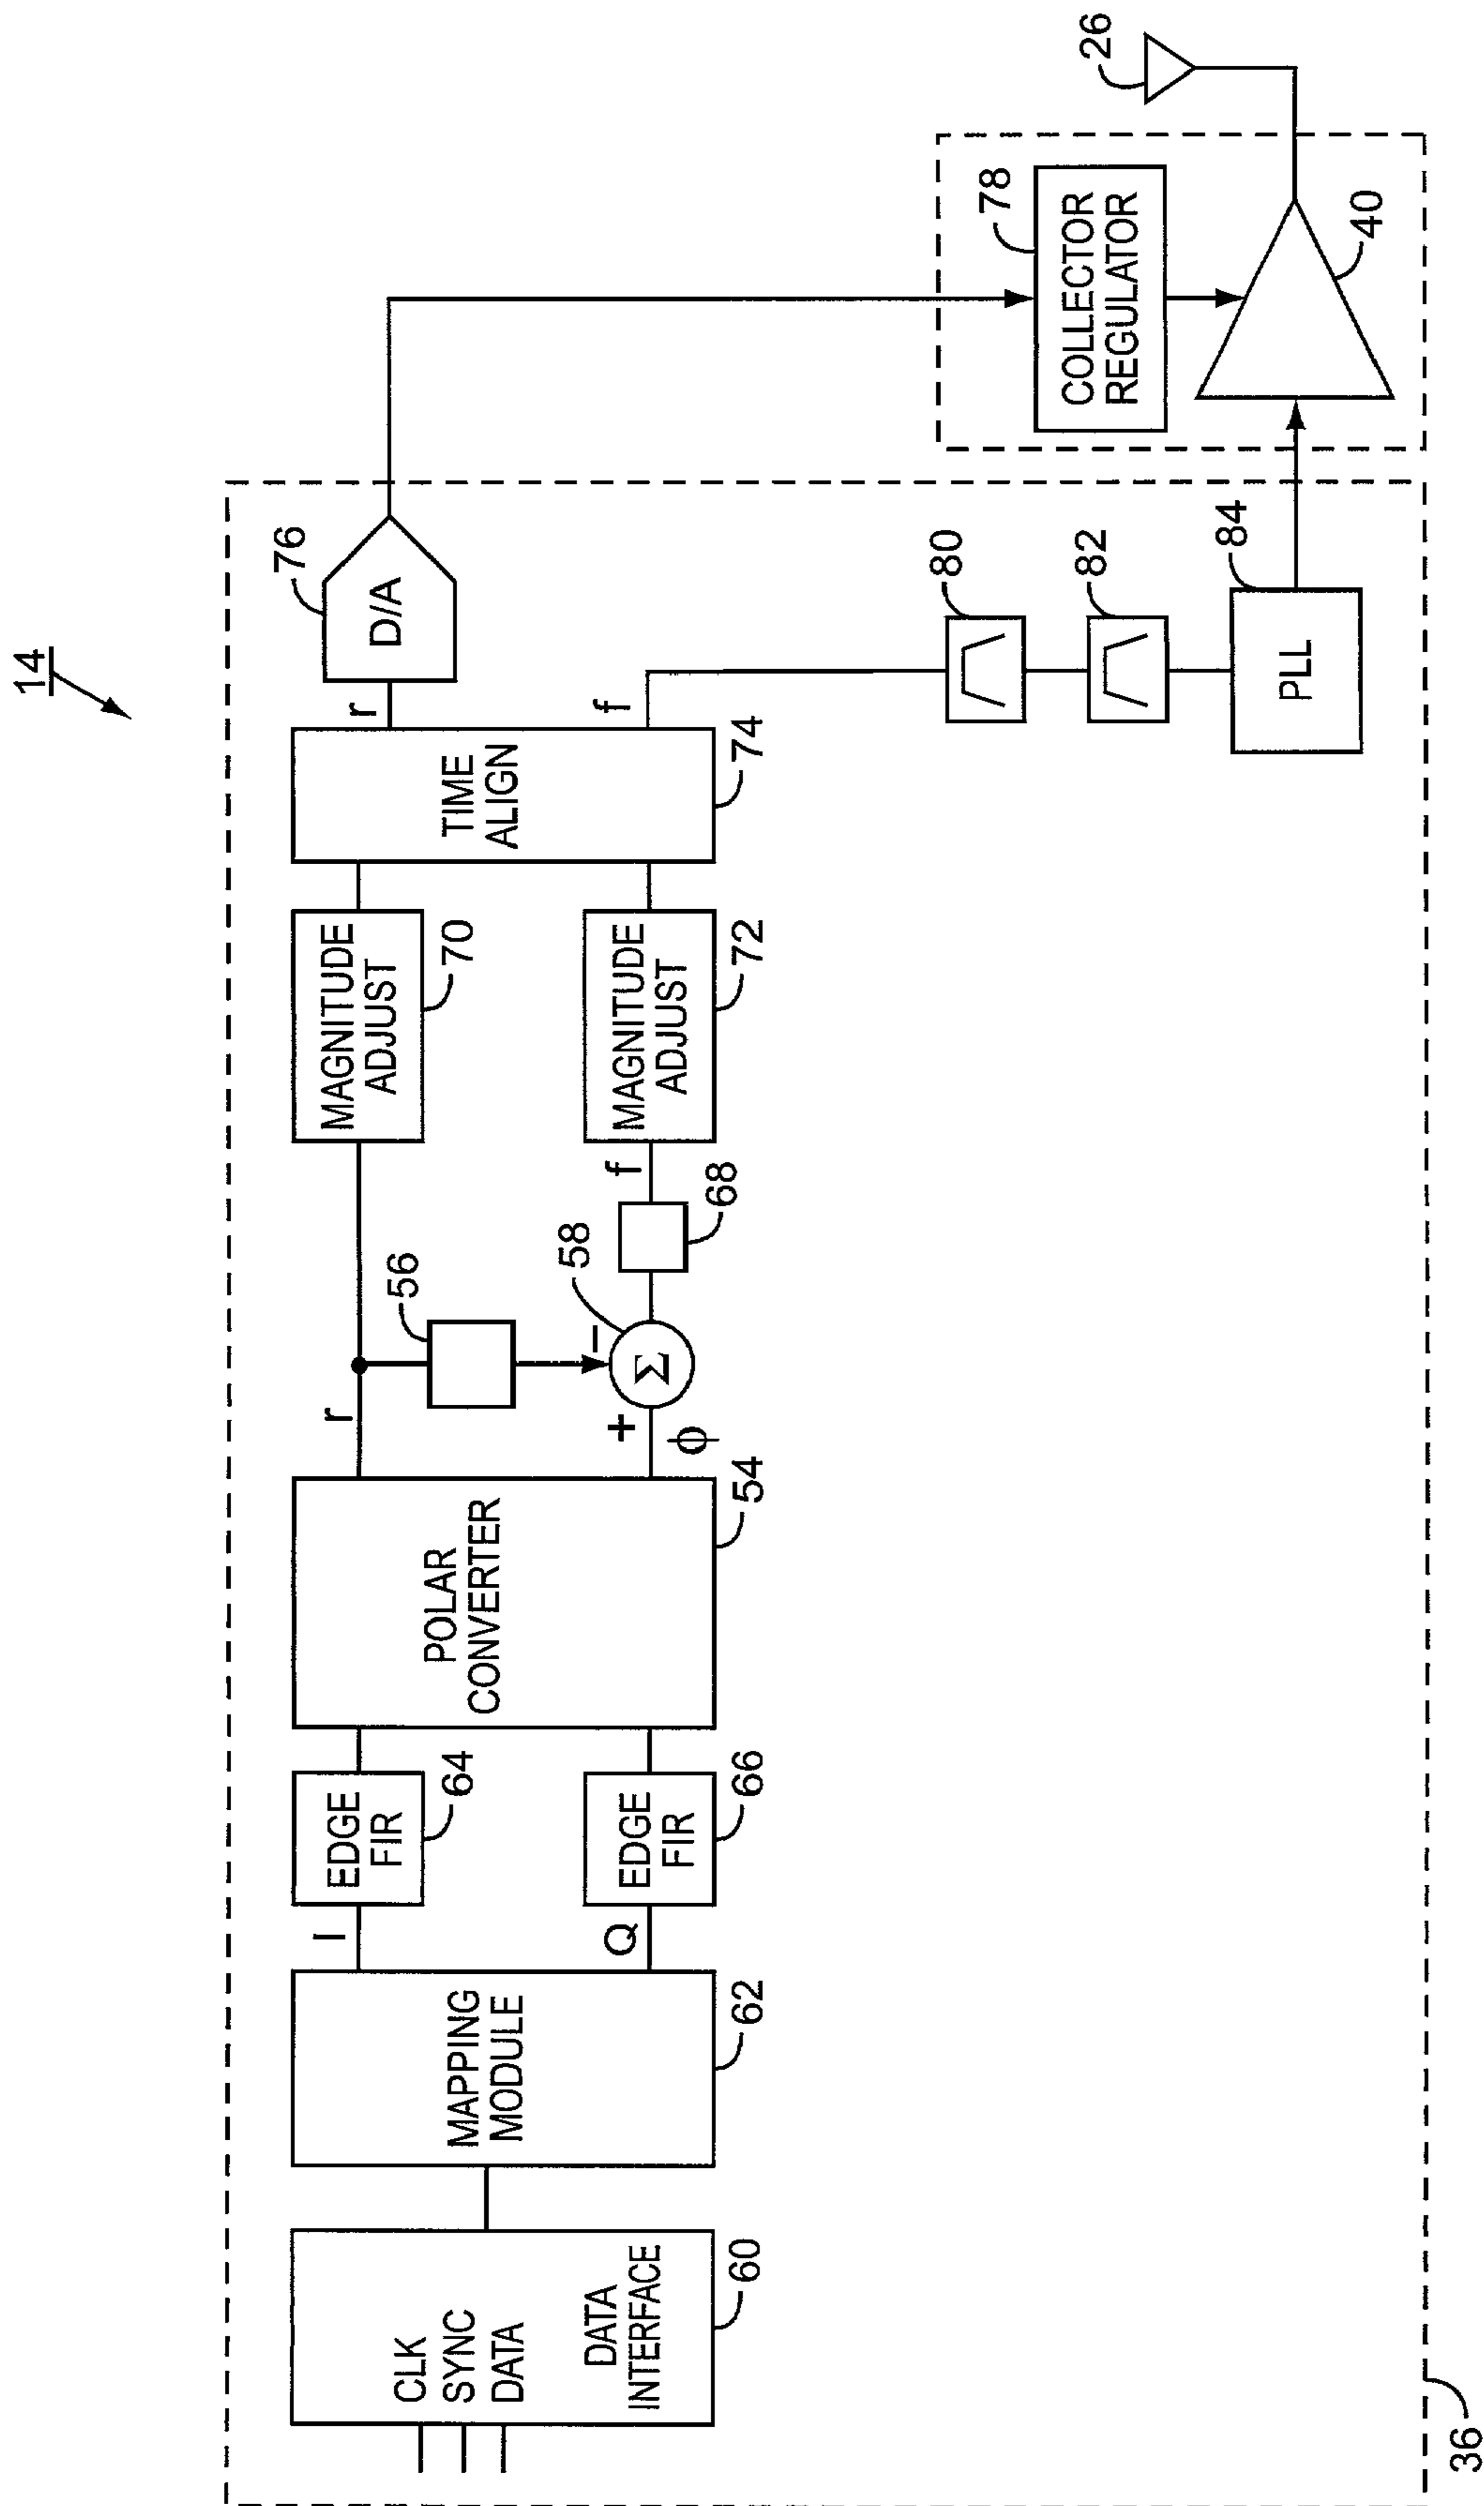 14
CLK
SYNC
DATA
DATA
INTERFACE
60
MAPPING
MODULE
62
I
Q
EDGE
FIR
64
EDGE
FIR
66
POLAR
CONVERTER
54
r
ϕ
+
−
56
Σ
58
68
f
MAGNITUDE
ADJUST
70
MAGNITUDE
ADJUST
72
TIME
ALIGN
74
r
f
D/A
76
80
82
PLL
84
COLLECTOR
REGULATOR
78
40
26
36